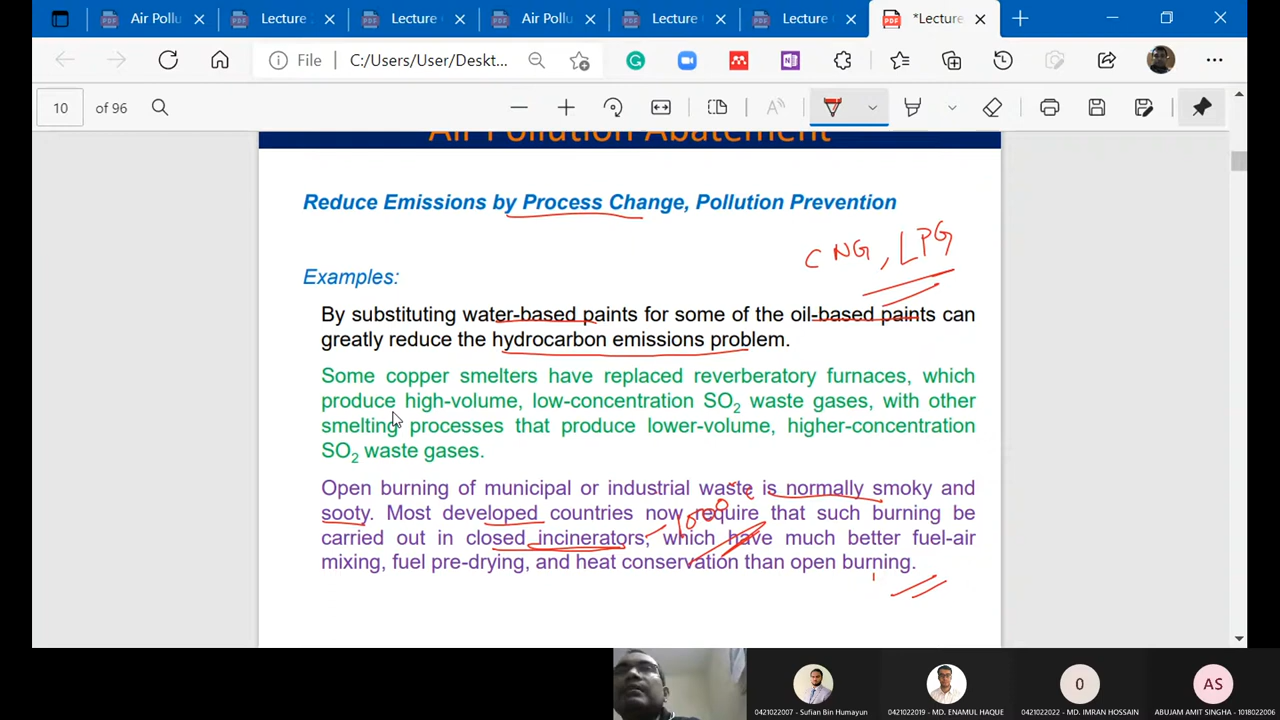 Air Pollu
Lecture
Lecture
Air Pollu
Lecture
Lecture
*Lecture
File
C:/Users/User/Deskt...
10
of 96
Air Pollution Abatement
Reduce Emissions by Process Change, Pollution Prevention
CNG, LPG
Examples:
By substituting water-based paints for some of the oil-based paints can
greatly reduce the hydrocarbon emissions problem.
Some copper smelters have replaced reverberatory furnaces, which
produce high-volume, low-concentration SO2 waste gases, with other
smelting processes that produce lower-volume, higher-concentration
SO2 waste gases.
Open burning of municipal or industrial waste is normally smoky and
sooty. Most developed countries now require that such burning be
1000°C
carried out in closed incinerators, which have much better fuel-air
mixing, fuel pre-drying, and heat conservation than open burning.
0421022007 - Sufian Bin Humayun
0421022019 - MD. ENAMUL HAQUE
0
0421022022 - MD. IMRAN HOSSAIN
AS
ABUJAM AMIT SINGHA - 1018022006